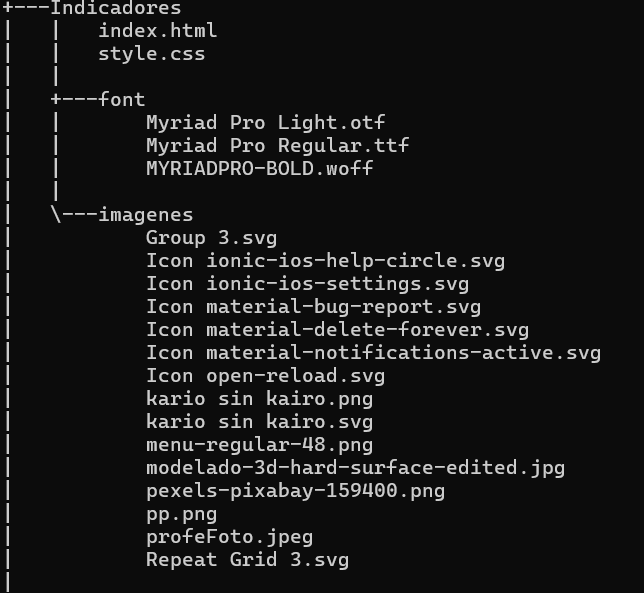 +---Indicadores
|   |   index.html
|   |   style.css
|   |
|   +---font
|   |       Myriad Pro Light.otf
|   |       Myriad Pro Regular.ttf
|   |       MYRIADPRO-BOLD.woff
|   |
|   \---imagenes
|           Group 3.svg
|           Icon ionic-ios-help-circle.svg
|           Icon ionic-ios-settings.svg
|           Icon material-bug-report.svg
|           Icon material-delete-forever.svg
|           Icon material-notifications-active.svg
|           Icon open-reload.svg
|           kario sin kairo.png
|           kario sin kairo.svg
|           menu-regular-48.png
|           modelado-3d-hard-surface-edited.jpg
|           pexels-pixabay-159400.png
|           pp.png
|           profeFoto.jpeg
|           Repeat Grid 3.svg
|